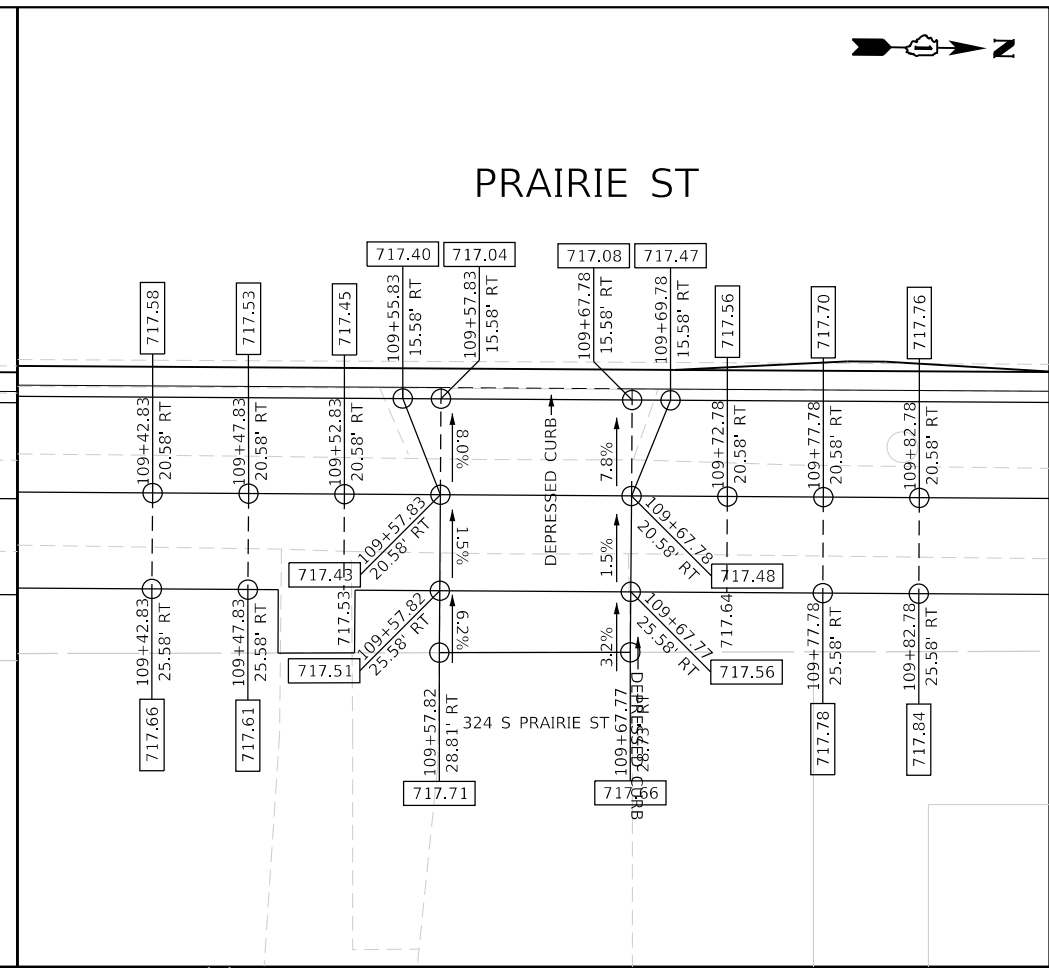 N
PRAIRIE ST
717.40
717.04
717.08
717.47
109+55.83
15.58' RT
109+57.83
15.58' RT
109+67.78
15.58' RT
109+69.78
15.58' RT
717.58
717.53
717.45
717.56
717.70
717.76
109+42.83
20.58' RT
109+47.83
20.58' RT
109+52.83
20.58' RT
109+72.78
20.58' RT
109+77.78
20.58' RT
109+82.78
20.58' RT
8.0%
DEPRESSED CURB
7.8%
109+57.83
20.58' RT
717.43
1.5%
1.5%
109+67.78
20.58' RT
717.48
717.53
717.64
109+57.82
25.58' RT
717.51
6.2%
3.2%
109+67.77
25.58' RT
717.56
109+42.83
25.58' RT
717.66
109+47.83
25.58' RT
717.61
109+77.78
25.58' RT
717.78
109+82.78
25.58' RT
717.84
109+57.82
28.81' RT
717.71
324 S PRAIRIE ST
109+67.77
DEPRESSED CURB
717.66